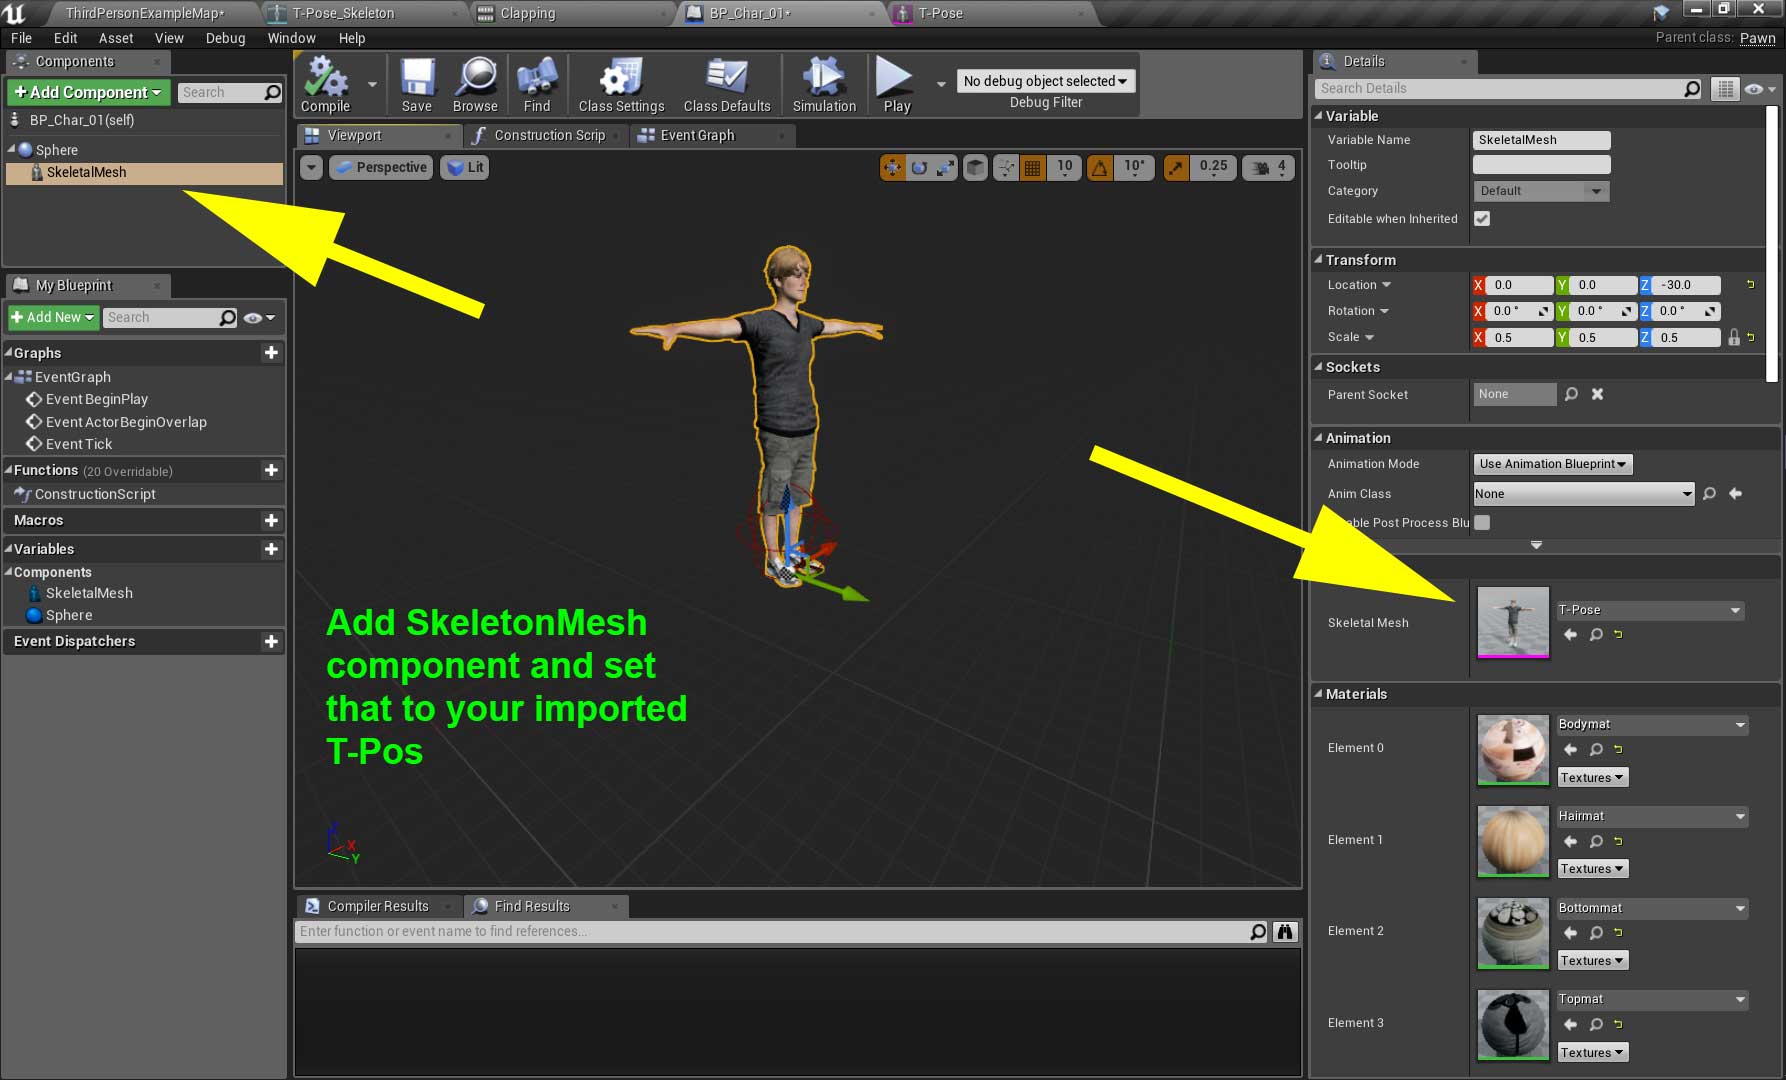 ThirdPersonExampleMap*
T-Pose_Skeleton
Clapping
BP_Char_01*
T-Pose
File Edit Asset View Debug Window Help
Parent class: Pawn
Components
Add Component
Search
BP_Char_01(self)
Sphere
SkeletalMesh
My Blueprint
Add New
Search
Graphs
EventGraph
Event BeginPlay
Event ActorBeginOverlap
Event Tick
Functions (20 Overridable)
ConstructionScript
Macros
Variables
Components
SkeletalMesh
Sphere
Event Dispatchers
Compile
Save
Browse
Find
Class Settings
Class Defaults
Simulation
Play
No debug object selected
Debug Filter
Viewport
Construction Scrip
Event Graph
Perspective
Lit
10
10°
0.25
4
Add SkeletonMesh
component and set
that to your imported
T-Pos
X
Y
Z
Compiler Results
Find Results
Enter function or event name to find references...
Details
Search Details
Variable
Variable Name SkeletalMesh
Tooltip
Category Default
Editable when Inherited
Transform
Location X 0.0 Y 0.0 Z -30.0
Rotation X 0.0 ° Y 0.0 ° Z 0.0 °
Scale X 0.5 Y 0.5 Z 0.5
Sockets
Parent Socket None
Animation
Animation Mode Use Animation Blueprint
Anim Class None
able Post Process Blu
Skeletal Mesh T-Pose
Materials
Element 0 Bodymat
Textures
Element 1 Hairmat
Textures
Element 2 Bottommat
Textures
Element 3 Topmat
Textures